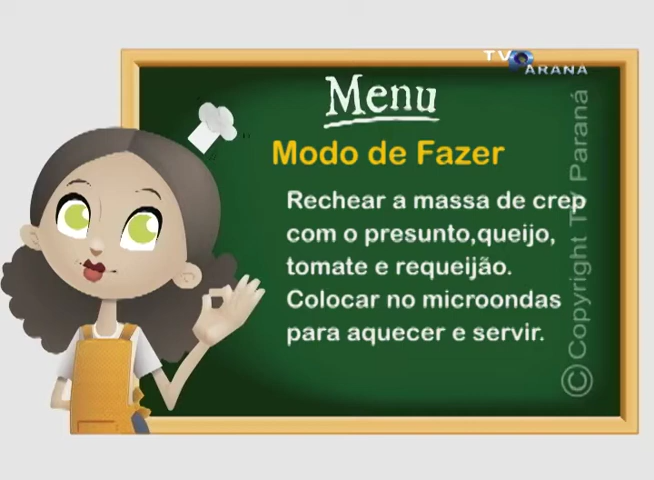 TV PARANÁ
Menu
Modo de Fazer
Rechear a massa de crep
com o presunto,queijo,
tomate e requeijão.
Colocar no microondas
para aquecer e servir.
©Copyright TV Paraná